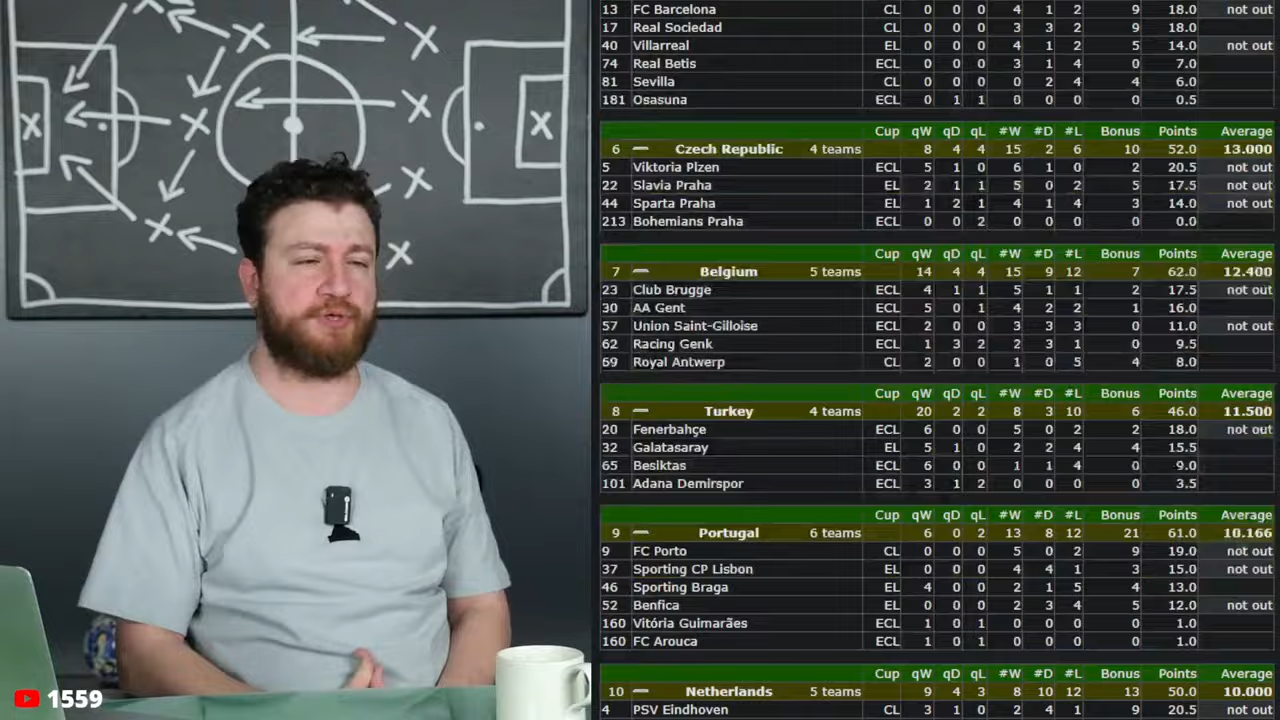 13 FC Barcelona CL 0 0 0 4 1 2 9 18.0 not out
17 Real Sociedad CL 0 0 0 3 3 2 9 18.0
40 Villarreal EL 0 0 0 4 1 2 5 14.0 not out
74 Real Betis ECL 0 0 0 3 1 4 0 7.0
81 Sevilla CL 0 0 0 0 2 4 4 6.0
181 Osasuna ECL 0 1 1 0 0 0 0 0.5
Cup qW qD qL #W #D #L Bonus Points Average
6 Czech Republic 4 teams 8 4 4 15 2 6 10 52.0 13.000
5 Viktoria Plzen ECL 5 1 0 6 1 0 2 20.5 not out
22 Slavia Praha EL 2 1 1 5 0 2 5 17.5 not out
44 Sparta Praha EL 1 2 1 4 1 4 3 14.0 not out
213 Bohemians Praha ECL 0 0 2 0 0 0 0 0.0
Cup qW qD qL #W #D #L Bonus Points Average
7 Belgium 5 teams 14 4 4 15 9 12 7 62.0 12.400
23 Club Brugge ECL 4 1 1 5 1 1 2 17.5 not out
30 AA Gent ECL 5 0 1 4 2 2 1 16.0
57 Union Saint-Gilloise ECL 2 0 0 3 3 3 0 11.0 not out
62 Racing Genk ECL 1 3 2 2 3 1 0 9.5
69 Royal Antwerp CL 2 0 0 1 0 5 4 8.0
Cup qW qD qL #W #D #L Bonus Points Average
8 Turkey 4 teams 20 2 2 8 3 10 6 46.0 11.500
20 Fenerbahçe ECL 6 0 0 5 0 2 2 18.0 not out
32 Galatasaray EL 5 1 0 2 2 4 4 15.5
65 Besiktas ECL 6 0 0 1 1 4 0 9.0
101 Adana Demirspor ECL 3 1 2 0 0 0 0 3.5
Cup qW qD qL #W #D #L Bonus Points Average
9 Portugal 6 teams 6 0 2 13 8 12 21 61.0 10.166
9 FC Porto CL 0 0 0 5 0 2 9 19.0 not out
37 Sporting CP Lisbon EL 0 0 0 4 4 1 3 15.0 not out
46 Sporting Braga EL 4 0 0 2 1 5 4 13.0
52 Benfica EL 0 0 0 2 3 4 5 12.0 not out
160 Vitória Guimarães ECL 1 0 1 0 0 0 0 1.0
160 FC Arouca ECL 1 0 1 0 0 0 0 1.0
Cup qW qD qL #W #D #L Bonus Points Average
10 Netherlands 5 teams 9 4 3 8 10 12 13 50.0 10.000
4 PSV Eindhoven CL 3 1 0 2 4 1 9 20.5 not out
1559